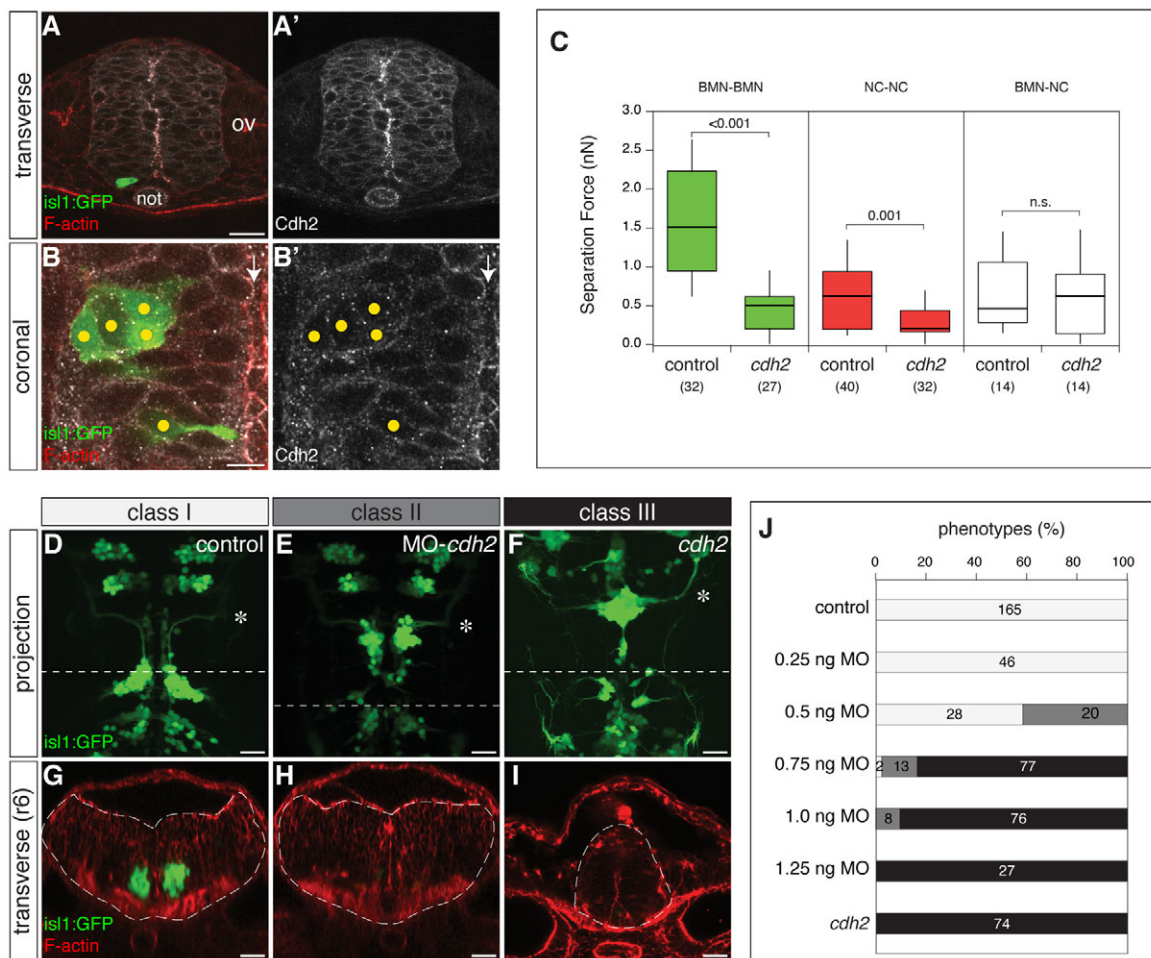 A
A'
transverse
ov
not
isl1:GFP
F-actin
Cdh2
B
B'
coronal
isl1:GFP
F-actin
Cdh2
C
BMN-BMN
NC-NC
BMN-NC
Separation Force (nN)
3.0
2.5
2.0
1.5
1.0
0.5
0.0
<0.001
0.001
n.s.
control
cdh2
control
cdh2
control
cdh2
(32)
(27)
(40)
(32)
(14)
(14)
class I
class II
class III
projection
D
control
*
isl1:GFP
E
MO-cdh2
*
F
cdh2
*
transverse (r6)
G
isl1:GFP
F-actin
H
I
J
phenotypes (%)
0 20 40 60 80 100
control 165
0.25 ng MO 46
0.5 ng MO 28 20
0.75 ng MO 2 13 77
1.0 ng MO 8 76
1.25 ng MO 27
cdh2 74